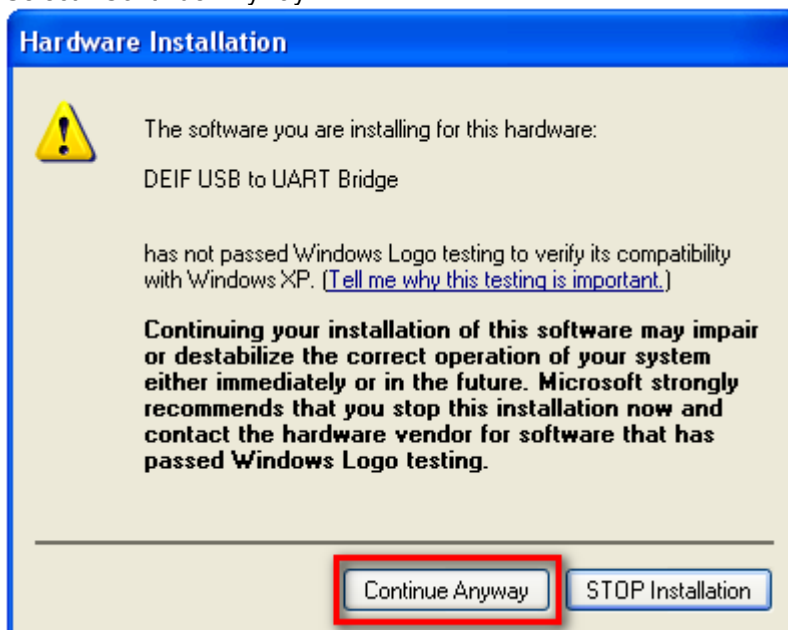 Hardware Installation
The software you are installing for this hardware:
DEIF USB to UART Bridge
has not passed Windows Logo testing to verify its compatibility
with Windows XP. (Tell me why this testing is important.)
Continuing your installation of this software may impair
or destabilize the correct operation of your system
either immediately or in the future. Microsoft strongly
recommends that you stop this installation now and
contact the hardware vendor for software that has
passed Windows Logo testing.
Continue Anyway
STOP Installation